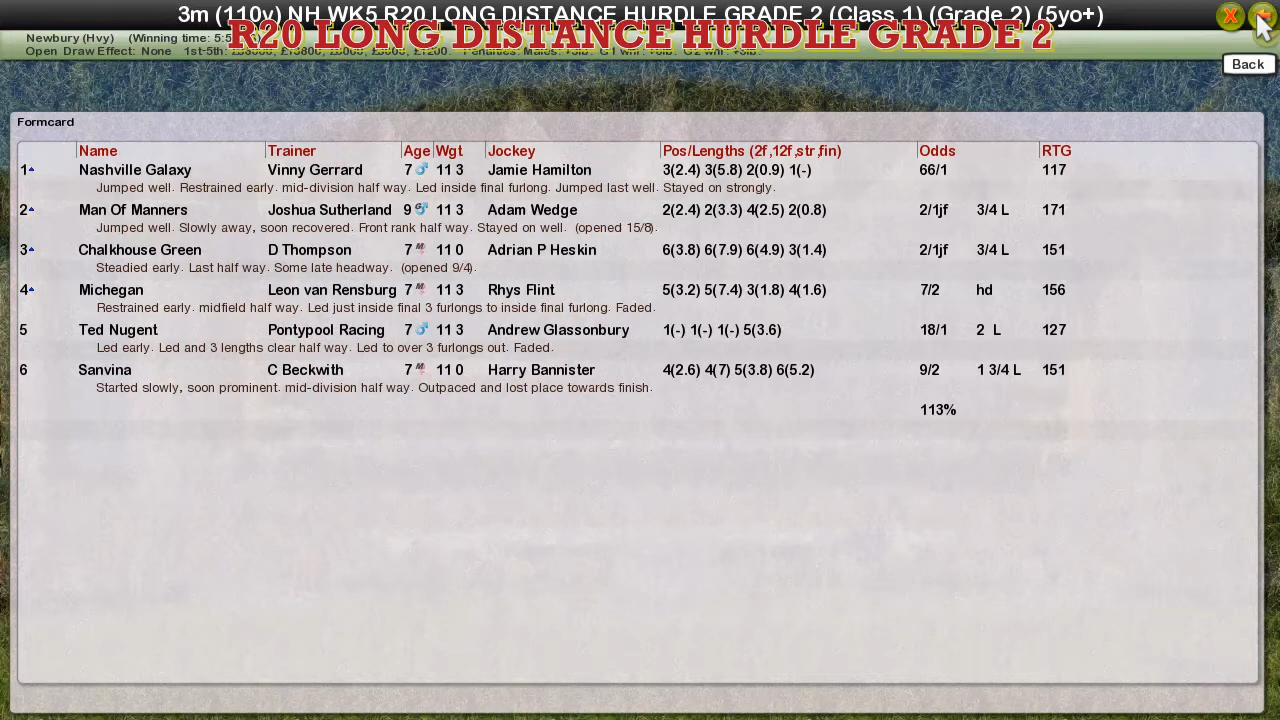 3m (110y) NH WK5 R20 LONG DISTANCE HURDLE GRADE 2 (Class 1) (Grade 2) (5yo+)
R20 LONG DISTANCE HURDLE GRADE 2
Newbury (Hvy) (Winning time: 5:5
Open Draw Effect: None 1st-5th:
Back
Formcard
Name Trainer Age Wgt Jockey Pos/Lengths (2f,12f,str,fin) Odds RTG
1 Nashville Galaxy Vinny Gerrard 7 11 3 Jamie Hamilton 3(2.4) 3(5.8) 2(0.9) 1(-) 66/1 117
Jumped well. Restrained early. mid-division half way. Led inside final furlong. Jumped last well. Stayed on strongly.
2 Man Of Manners Joshua Sutherland 9 11 3 Adam Wedge 2(2.4) 2(3.3) 4(2.5) 2(0.8) 2/1jf 3/4 L 171
Jumped well. Slowly away, soon recovered. Front rank half way. Stayed on well. (opened 15/8).
3 Chalkhouse Green D Thompson 7 11 0 Adrian P Heskin 6(3.8) 6(7.9) 6(4.9) 3(1.4) 2/1jf 3/4 L 151
Steadied early. Last half way. Some late headway. (opened 9/4).
4 Michegan Leon van Rensburg 7 11 3 Rhys Flint 5(3.2) 5(7.4) 3(1.8) 4(1.6) 7/2 hd 156
Restrained early. midfield half way. Led just inside final 3 furlongs to inside final furlong. Faded.
5 Ted Nugent Pontypool Racing 7 11 3 Andrew Glassonbury 1(-) 1(-) 1(-) 5(3.6) 18/1 2 L 127
Led early. Led and 3 lengths clear half way. Led to over 3 furlongs out. Faded.
6 Sanvina C Beckwith 7 11 0 Harry Bannister 4(2.6) 4(7) 5(3.8) 6(5.2) 9/2 1 3/4 L 151
Started slowly, soon prominent. mid-division half way. Outpaced and lost place towards finish.
113%